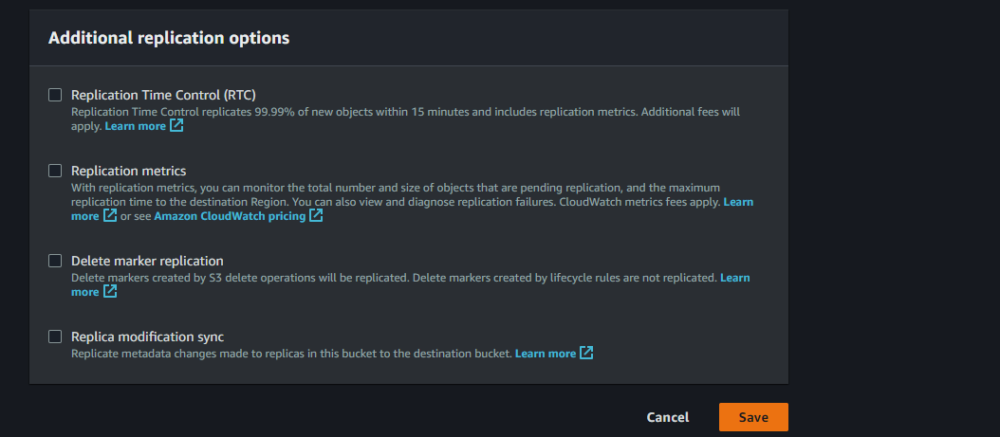 Additional replication options
Replication Time Control (RTC)
Replication Time Control replicates 99.99% of new objects within 15 minutes and includes replication metrics. Additional fees will
apply. Learn more
Replication metrics
With replication metrics, you can monitor the total number and size of objects that are pending replication, and the maximum
replication time to the destination Region. You can also view and diagnose replication failures. CloudWatch metrics fees apply. Learn
more or see Amazon CloudWatch pricing
Delete marker replication
Delete markers created by S3 delete operations will be replicated. Delete markers created by lifecycle rules are not replicated. Learn
more
Replica modification sync
Replicate metadata changes made to replicas in this bucket to the destination bucket. Learn more
Cancel Save